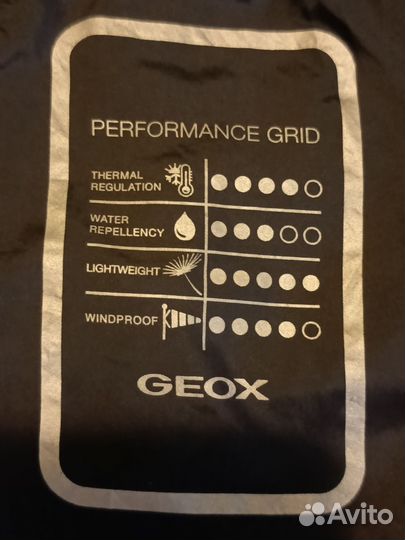 PERFORMANCE GRID
THERMAL
REGULATION
WATER
REPELLENCY
LIGHTWEIGHT
WINDPROOF
GEOX
Avito